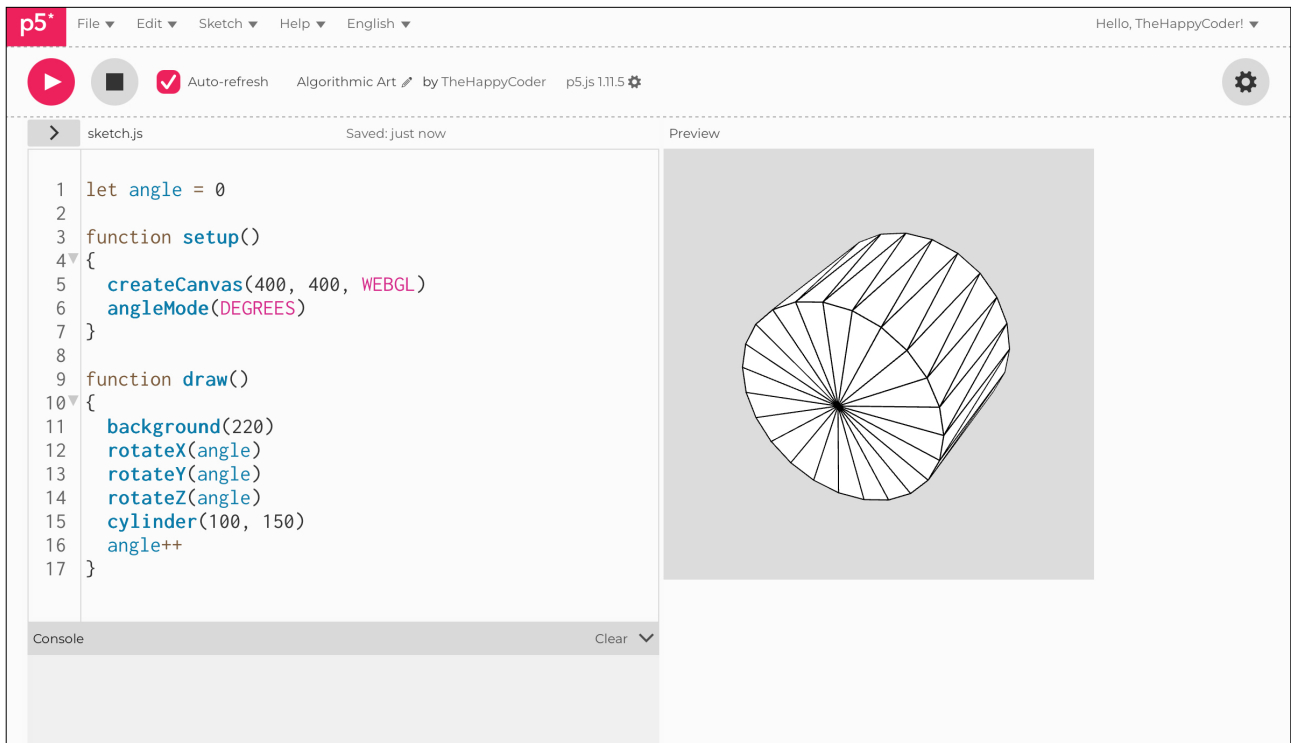 p5* File Edit Sketch Help English Hello, TheHappyCoder!
Auto-refresh Algorithmic Art by TheHappyCoder p5.js 1.11.5
> sketch.js Saved: just now Preview
1 let angle = 0
2
3 function setup()
4 {
5 createCanvas(400, 400, WEBGL)
6 angleMode(DEGREES)
7 }
8
9 function draw()
10 {
11 background(220)
12 rotateX(angle)
13 rotateY(angle)
14 rotateZ(angle)
15 cylinder(100, 150)
16 angle++
17 }
Console Clear